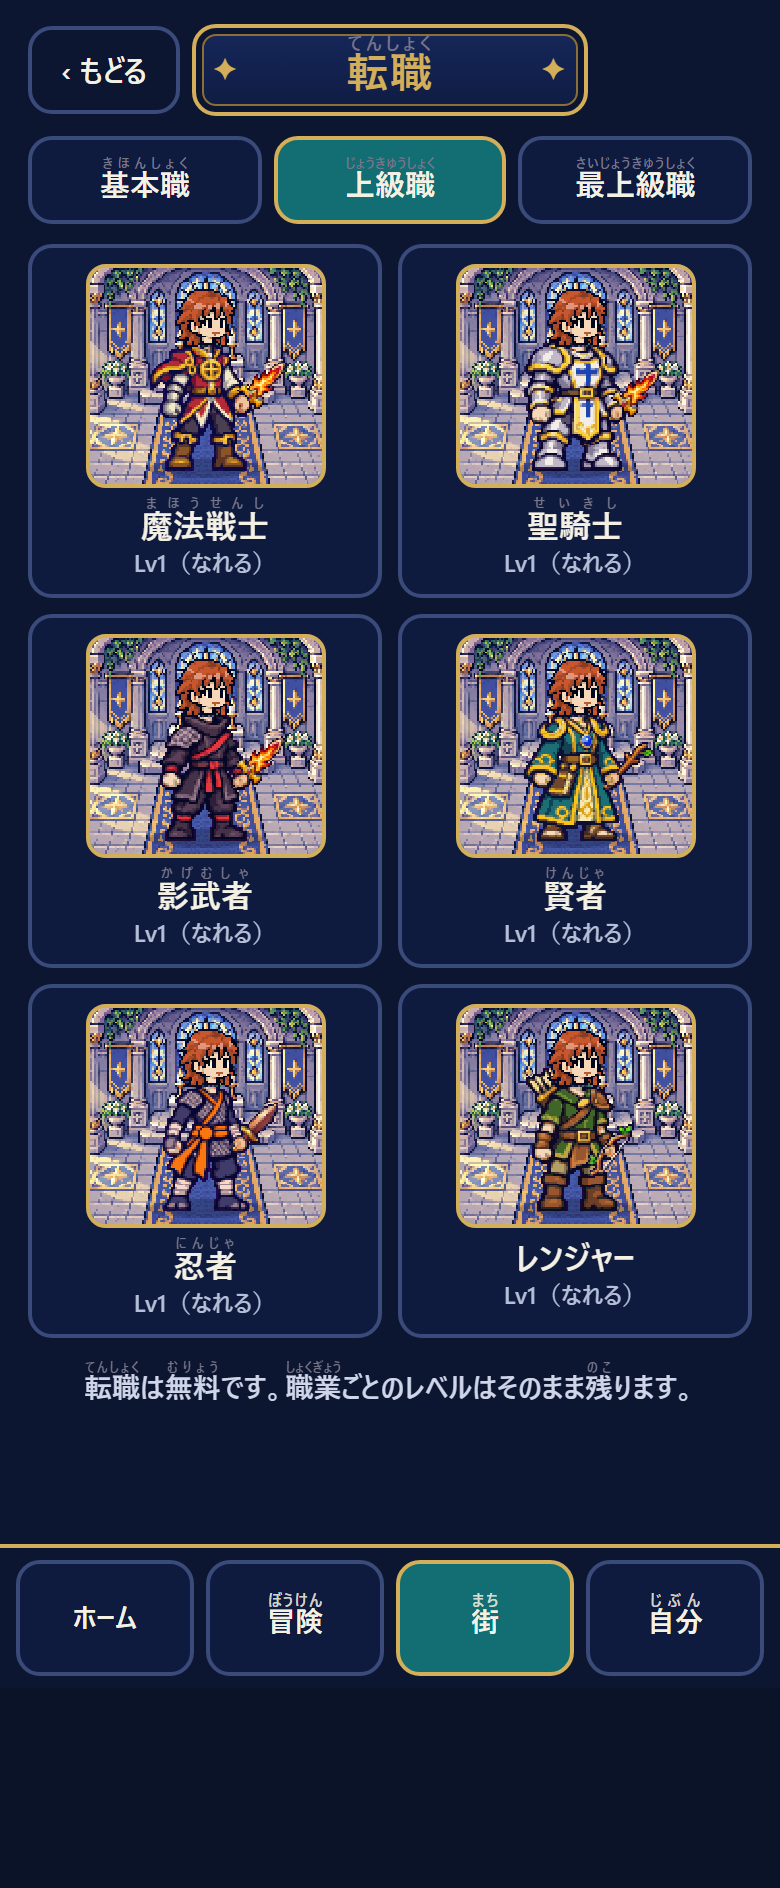 ‹ もどる
てんしょく
転職
きほんしょく
基本職
じょうきゅうしょく
上級職
さいじょうきゅうしょく
最上級職
まほうせんし
魔法戦士
Lv1（なれる）
せいきし
聖騎士
Lv1（なれる）
かげむしゃ
影武者
Lv1（なれる）
けんじゃ
賢者
Lv1（なれる）
にんじゃ
忍者
Lv1（なれる）
レンジャー
Lv1（なれる）
てんしょく むりょう しょくぎょう のこ
転職は無料です。職業ごとのレベルはそのまま残ります。
ホーム
ぼうけん
冒険
まち
街
じぶん
自分